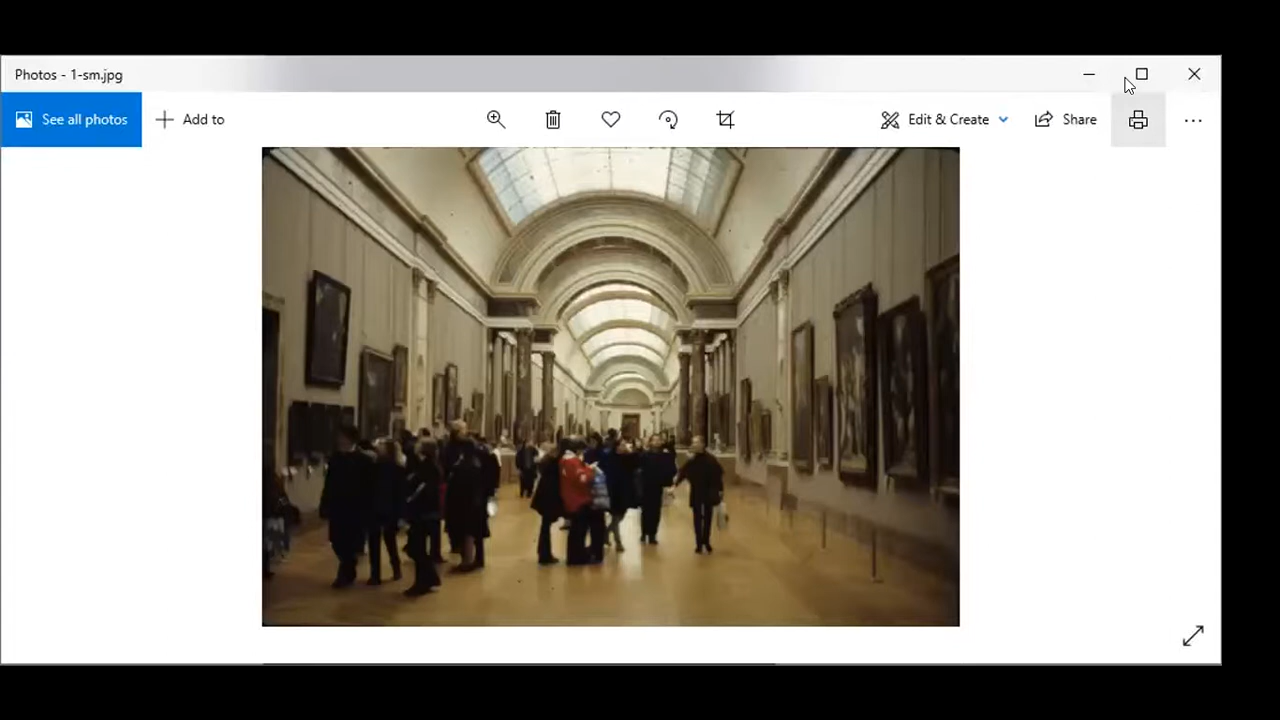 Photos - 1-sm.jpg
See all photos
Add to
Edit & Create
Share